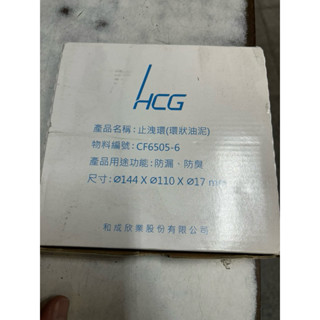 HCG
產品名稱：止洩環(環狀油泥)
物料編號：CF6505-6
產品用途功能：防漏、防臭
尺寸：Ø144 X Ø110 X Ø17 mm
和成欣業股份有限公司